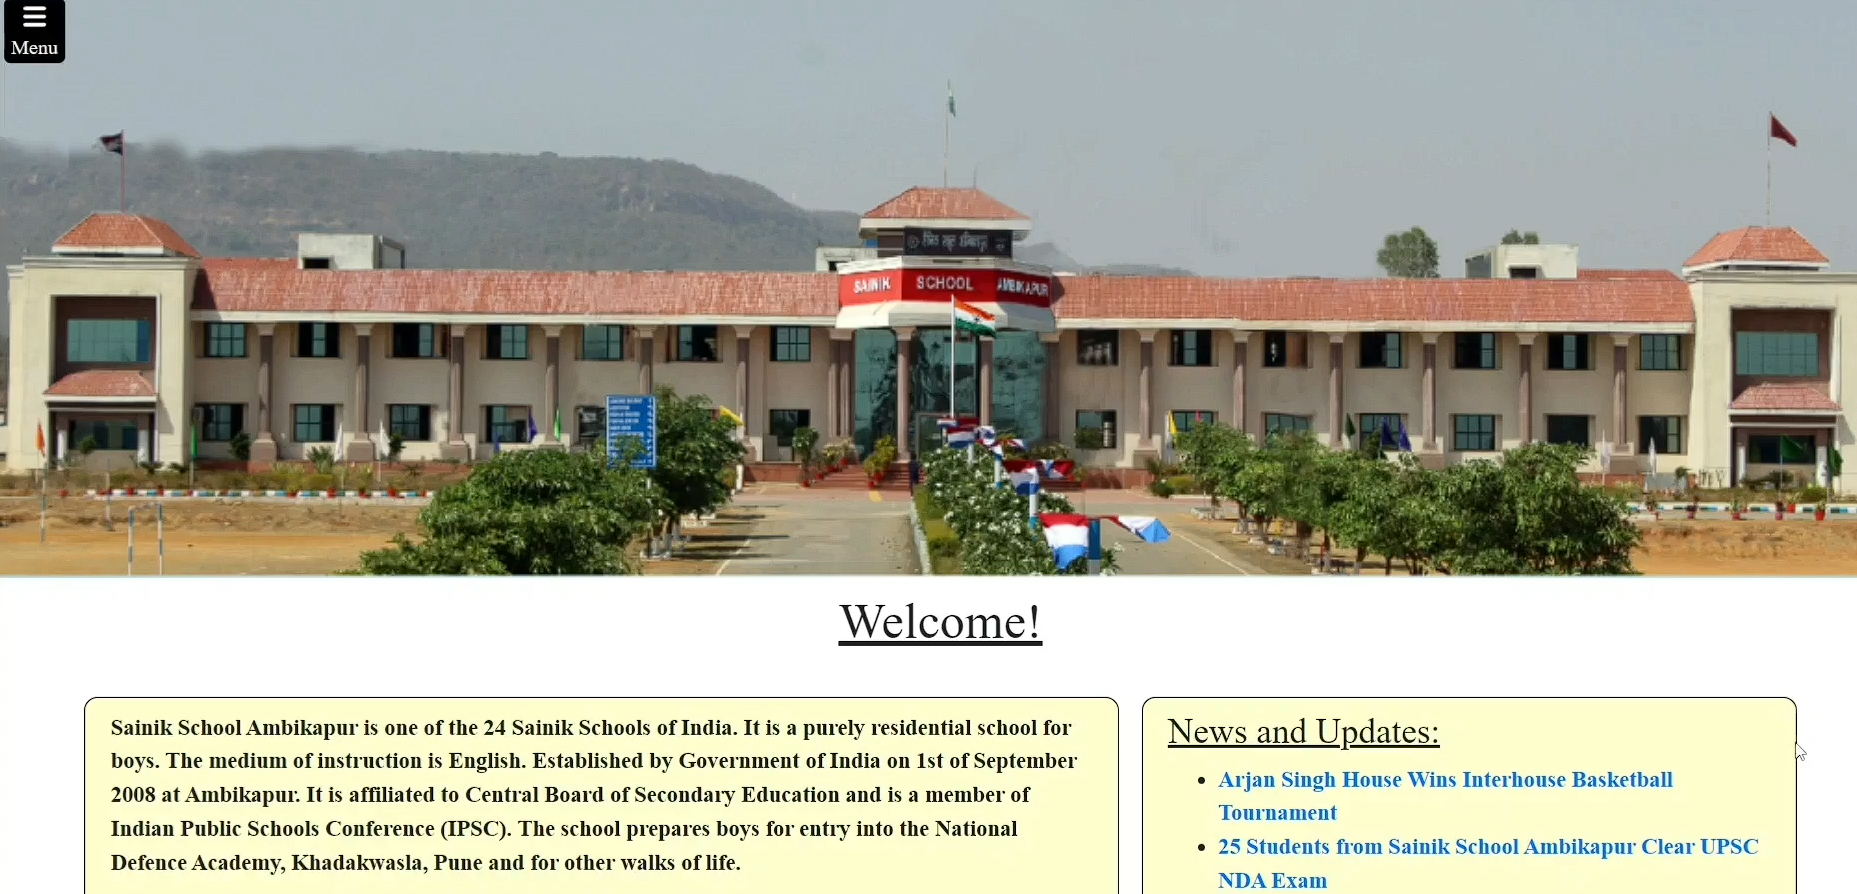 Menu
SAINIK SCHOOL AMBIKAPUR
Welcome!
Sainik School Ambikapur is one of the 24 Sainik Schools of India. It is a purely residential school for
boys. The medium of instruction is English. Established by Government of India on 1st of September
2008 at Ambikapur. It is affiliated to Central Board of Secondary Education and is a member of
Indian Public Schools Conference (IPSC). The school prepares boys for entry into the National
Defence Academy, Khadakwasla, Pune and for other walks of life.
News and Updates:
Arjan Singh House Wins Interhouse Basketball
Tournament
25 Students from Sainik School Ambikapur Clear UPSC
NDA Exam